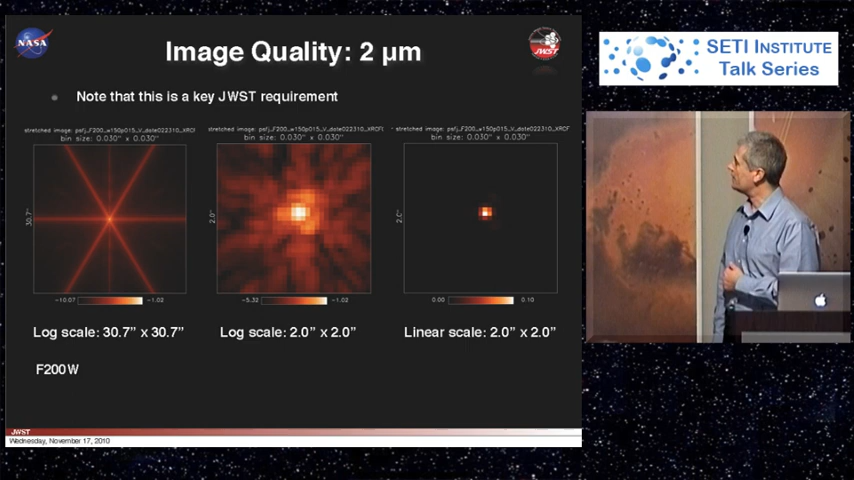 NASA
Image Quality: 2 µm
JWST
SETI INSTITUTE
Talk Series
Note that this is a key JWST requirement
bin size: 0.030" x 0.030"
bin size: 0.030" x 0.030"
bin size: 0.030" x 0.030"
30.7"
2.0"
-10.07
-1.02
-5.32
-1.02
0.00
0.10
Log scale: 30.7” x 30.7”
Log scale: 2.0” x 2.0”
Linear scale: 2.0” x 2.0”
F200W
JWST
Wednesday, November 17, 2010